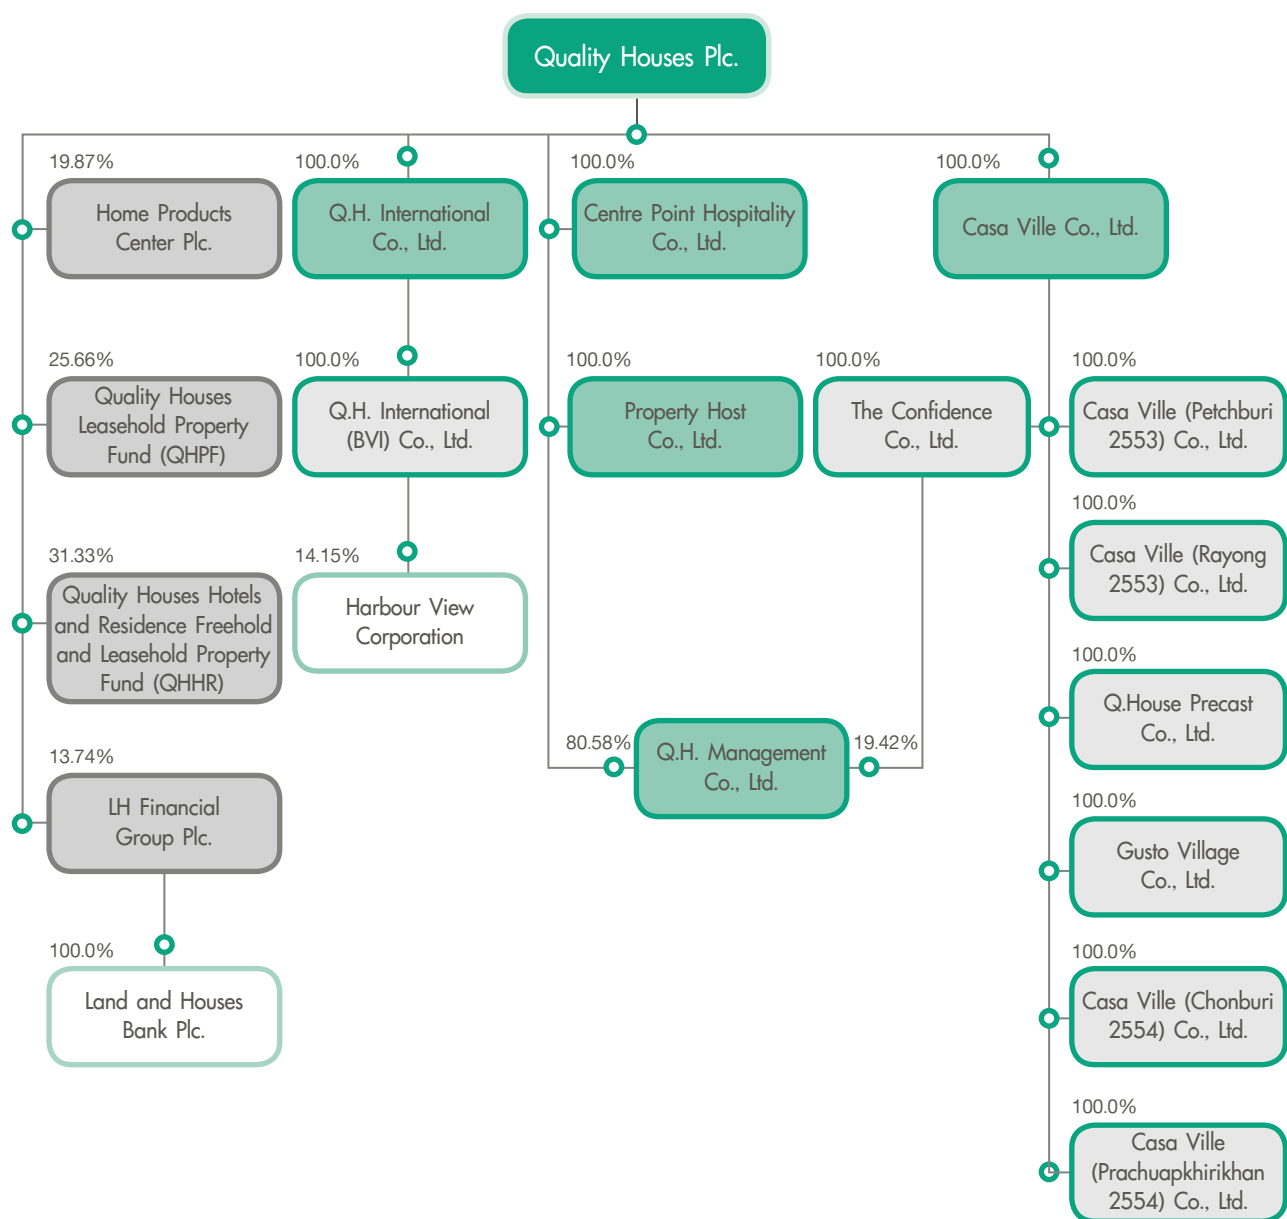 Quality Houses Plc.
19.87%
Home Products
Center Plc.
100.0%
Q.H. International
Co., Ltd.
100.0%
Centre Point Hospitality
Co., Ltd.
100.0%
Casa Ville Co., Ltd.
25.66%
Quality Houses
Leasehold Property
Fund (QHPF)
100.0%
Q.H. International
(BVI) Co., Ltd.
100.0%
Property Host
Co., Ltd.
100.0%
The Confidence
Co., Ltd.
100.0%
Casa Ville (Petchburi
2553) Co., Ltd.
100.0%
Casa Ville (Rayong
2553) Co., Ltd.
31.33%
Quality Houses Hotels
and Residence Freehold
and Leasehold Property
Fund (QHHR)
14.15%
Harbour View
Corporation
100.0%
Q.House Precast
Co., Ltd.
13.74%
LH Financial
Group Plc.
80.58%
Q.H. Management
Co., Ltd.
19.42%
100.0%
Gusto Village
Co., Ltd.
100.0%
Land and Houses
Bank Plc.
100.0%
Casa Ville (Chonburi
2554) Co., Ltd.
100.0%
Casa Ville
(Prachuapkhirikhan
2554) Co., Ltd.